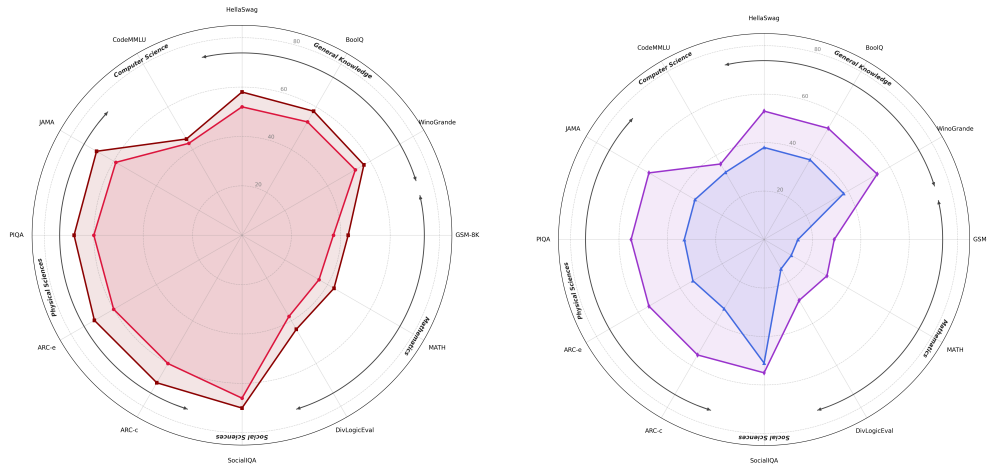 HellaSwag
CodeMMLU
BoolQ
80
Computer Science
General Knowledge
60
JAMA
WinoGrande
40
20
PIQA
GSM-8K
Physical Sciences
Mathematics
ARC-e
MATH
ARC-c
DivLogicEval
Social Sciences
SocialIQA
HellaSwag
CodeMMLU
BoolQ
80
Computer Science
General Knowledge
60
JAMA
WinoGrande
40
20
PIQA
GSM
Physical Sciences
Mathematics
ARC-e
MATH
ARC-c
DivLogicEval
Social Sciences
SocialIQA